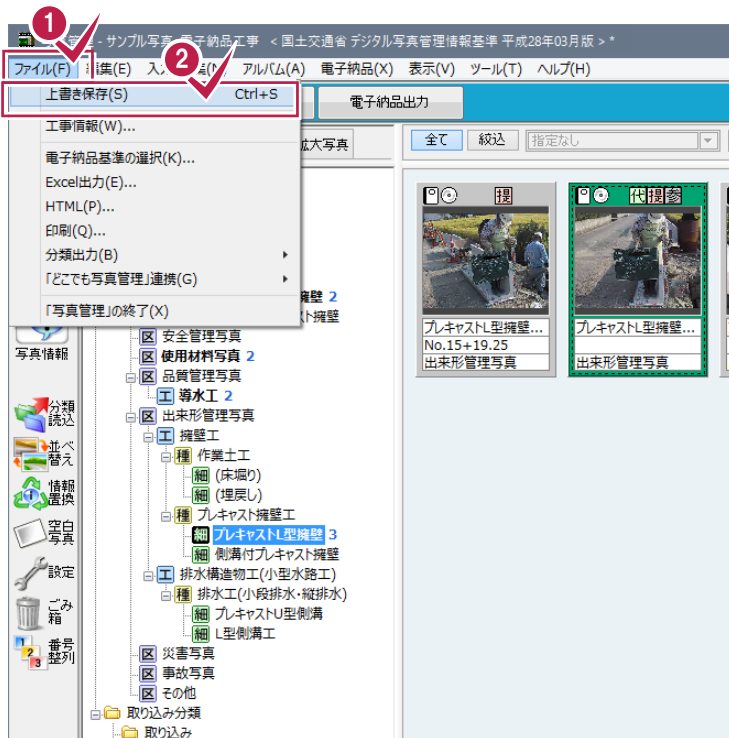 1
管理 - サンプル写真 電子納品工事 < 国土交通省 デジタル写真管理情報基準 平成28年03月版 > *
2
ファイル(F) 編集(E) アルバム(A) 電子納品(X) 表示(V) ツール(T) ヘルプ(H)
上書き保存(S) Ctrl+S
電子納品出力
工事情報(W)...
拡大写真 全て 絞込 指定なし
電子納品基準の選択(K)...
Excel出力(E)...
HTML(P)...
印刷(Q)...
分類出力(B)
「どこでも写真管理」連携(G)
「写真管理」の終了(X)
提
代 提 参
擁壁 2
ト擁壁
プレキャストL型擁壁...
No.15+19.25
出来形管理写真
プレキャストL型擁壁...
出来形管理写真
写真情報
分類読込
並べ替え
情報置換
空白写真
設定
ごみ箱
1 2 3 番号整列
区 安全管理写真
区 使用材料写真 2
区 品質管理写真
工 導水工 2
区 出来形管理写真
工 擁壁工
種 作業土工
細 (床堀り)
細 (埋戻し)
種 プレキャスト擁壁工
細 プレキャストL型擁壁 3
細 側溝付プレキャスト擁壁
工 排水構造物工(小型水路工)
種 排水工(小段排水・縦排水)
細 プレキャストU型側溝
細 L型側溝工
区 災害写真
区 事故写真
区 その他
取り込み分類
取り込み